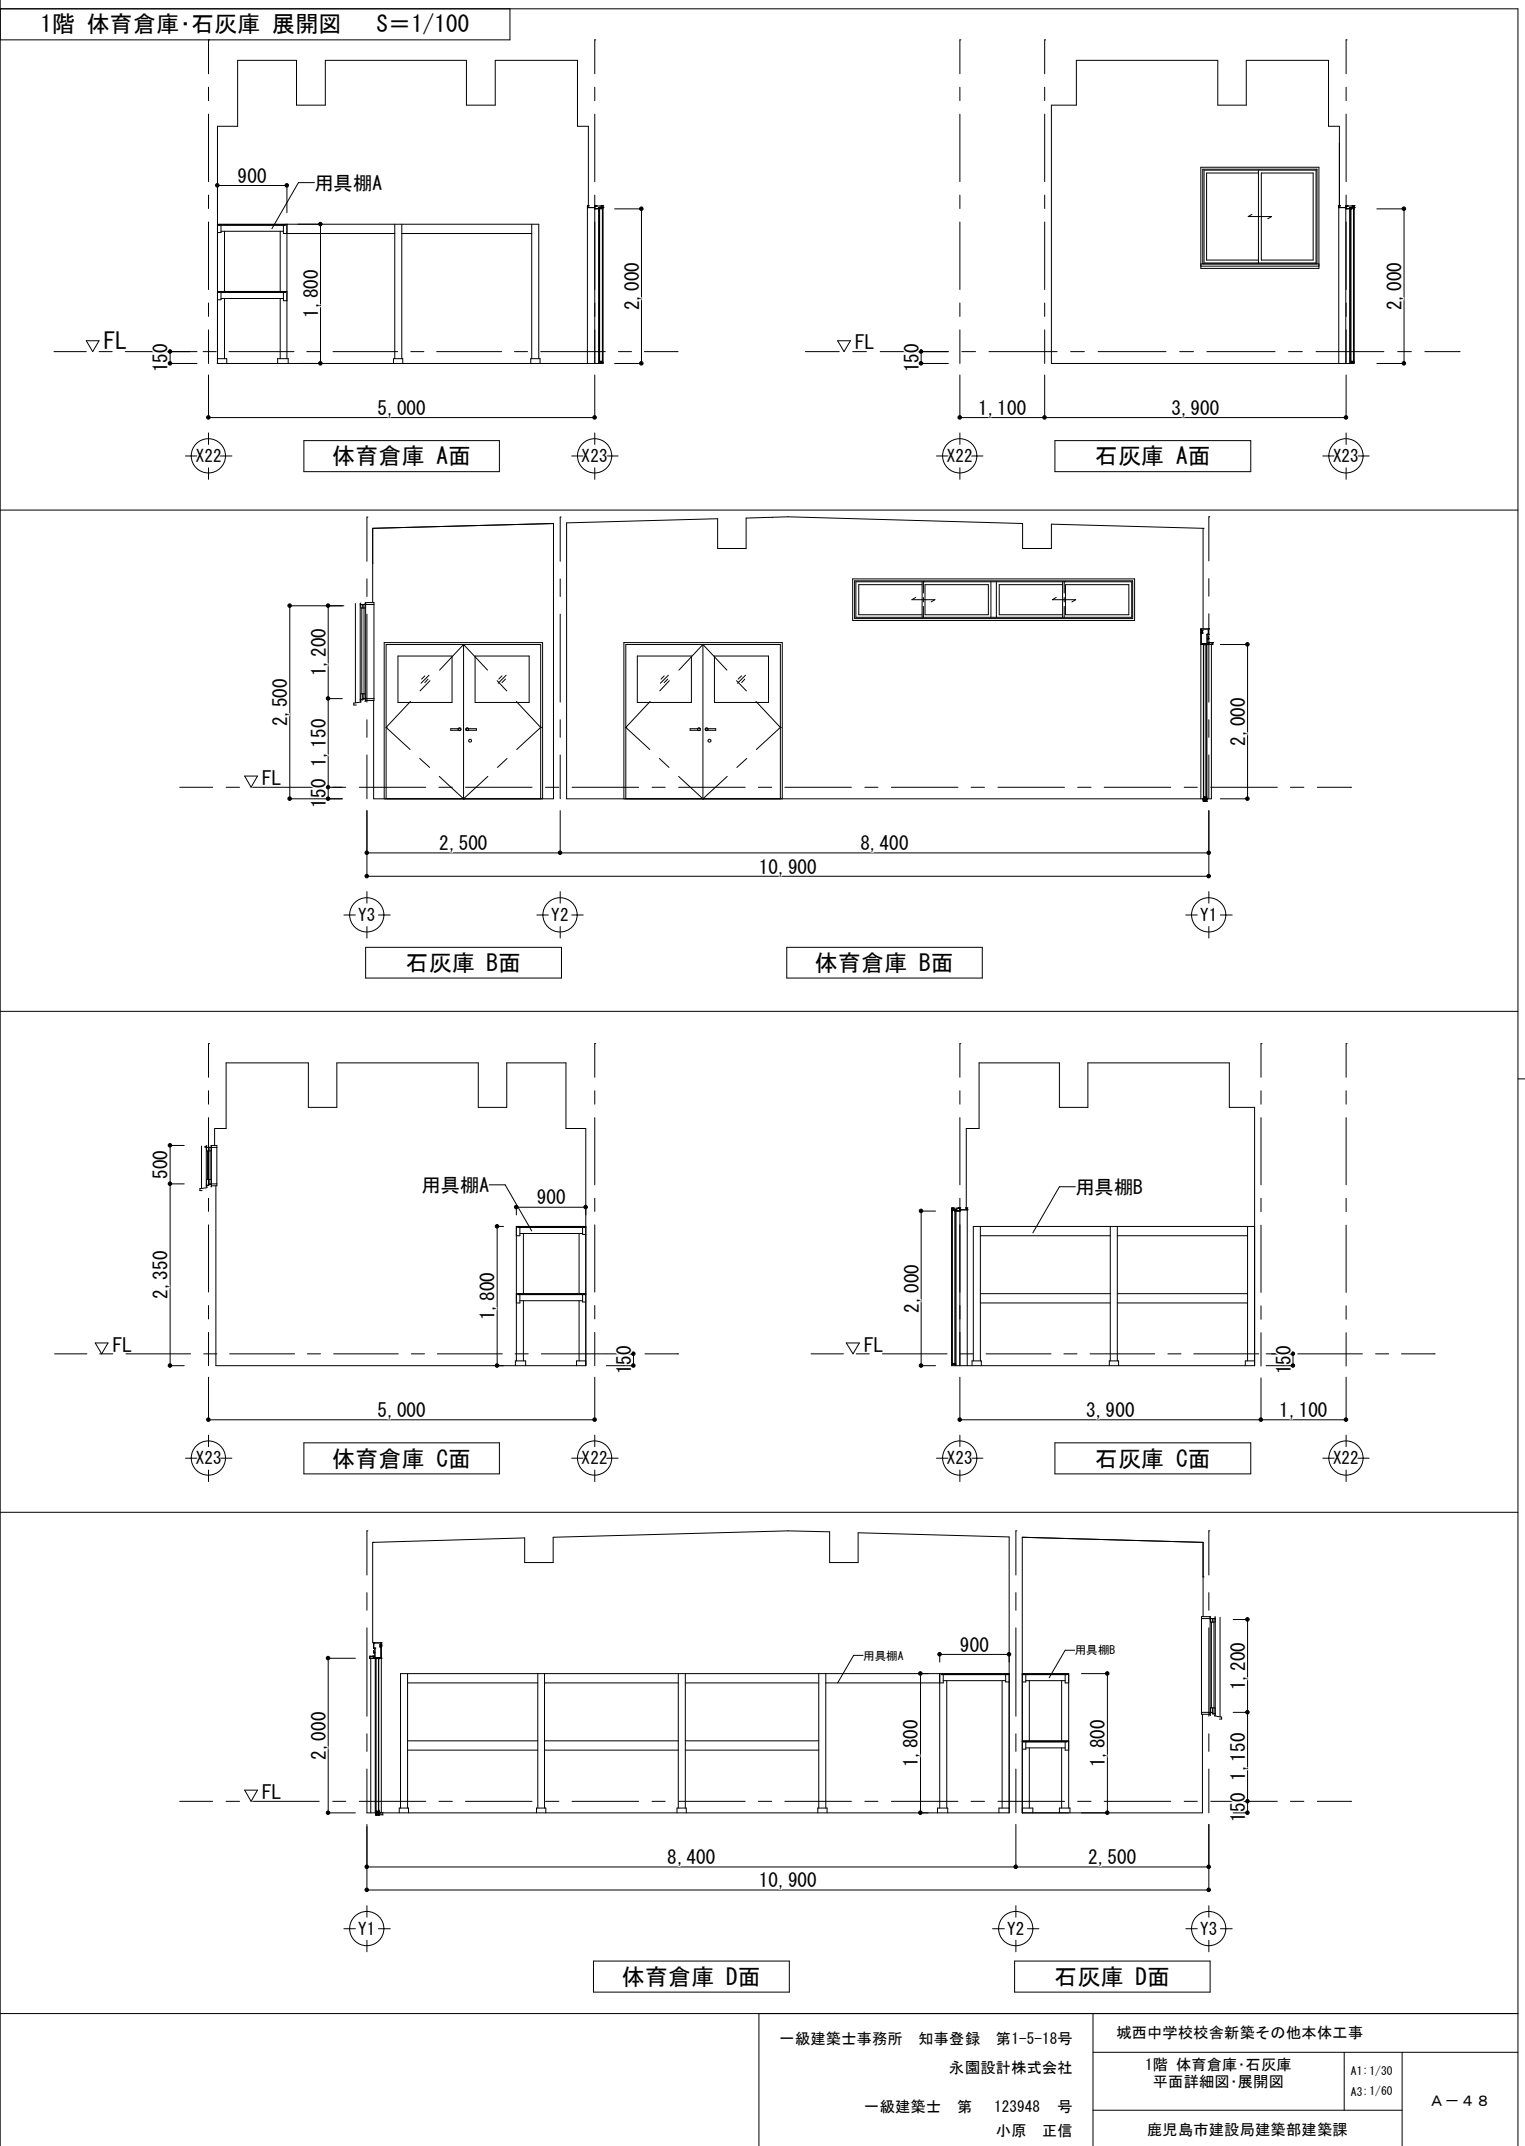 1階 体育倉庫･石灰庫 展開図 S＝1/100
900
用具棚A
1,800
2,000
▽FL
150
5,000
X22
X23
体育倉庫 A面
2,000
▽FL
150
1,100
3,900
X22
X23
石灰庫 A面
2,500
1,200
1,150
150
▽FL
2,000
2,500
8,400
10,900
Y3
Y2
Y1
石灰庫 B面
体育倉庫 B面
500
2,350
用具棚A
900
1,800
▽FL
150
5,000
X23
X22
体育倉庫 C面
用具棚B
2,000
▽FL
150
3,900
1,100
X23
X22
石灰庫 C面
用具棚A
900
用具棚B
2,000
1,800
1,800
1,200
1,150
150
▽FL
8,400
2,500
10,900
Y1
Y2
Y3
体育倉庫 D面
石灰庫 D面
一級建築士事務所 知事登録 第1-5-18号
永園設計株式会社
一級建築士 第 123948 号
小原 正信
城西中学校校舎新築その他本体工事
1階 体育倉庫･石灰庫
平面詳細図･展開図
A1:1/30
A3:1/60
A－４８
鹿児島市建設局建築部建築課